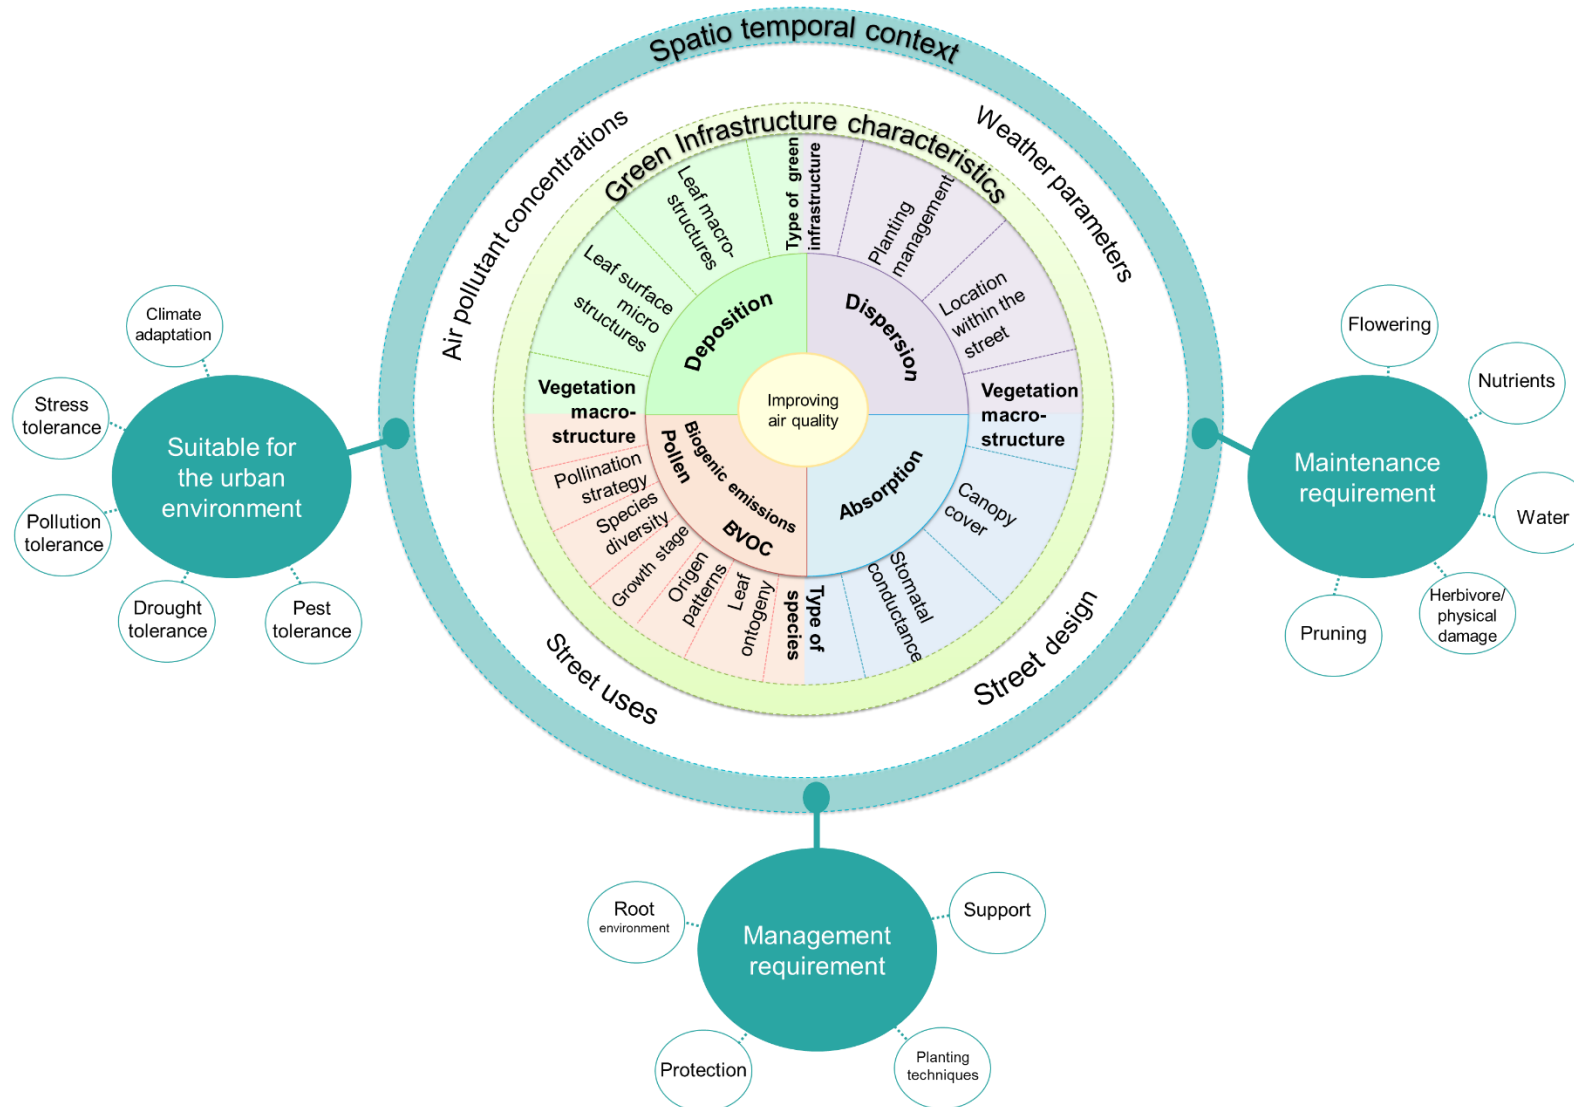 Spatio temporal context
Air pollutant concentrations
Weather parameters
Street uses
Street design
Green Infrastructure characteristics
Leaf macro-
structures
Type of green
infrastructure
Planting
management
Leaf surface
micro
structures
Location
within the
street
Deposition
Dispersion
Vegetation
macro-
structure
Vegetation
macro-
structure
Improving
air quality
Biogenic emissions
Pollen
BVOC
Absorption
Pollination
strategy
Species
diversity
Growth stage
Origen
patterns
Leaf
ontogeny
Type of
species
Stomatal
conductance
Canopy
cover
Climate
adaptation
Stress
tolerance
Suitable for
the urban
environment
Pollution
tolerance
Drought
tolerance
Pest
tolerance
Flowering
Nutrients
Maintenance
requirement
Water
Herbivore/
physical
damage
Pruning
Root
environment
Support
Management
requirement
Protection
Planting
techniques